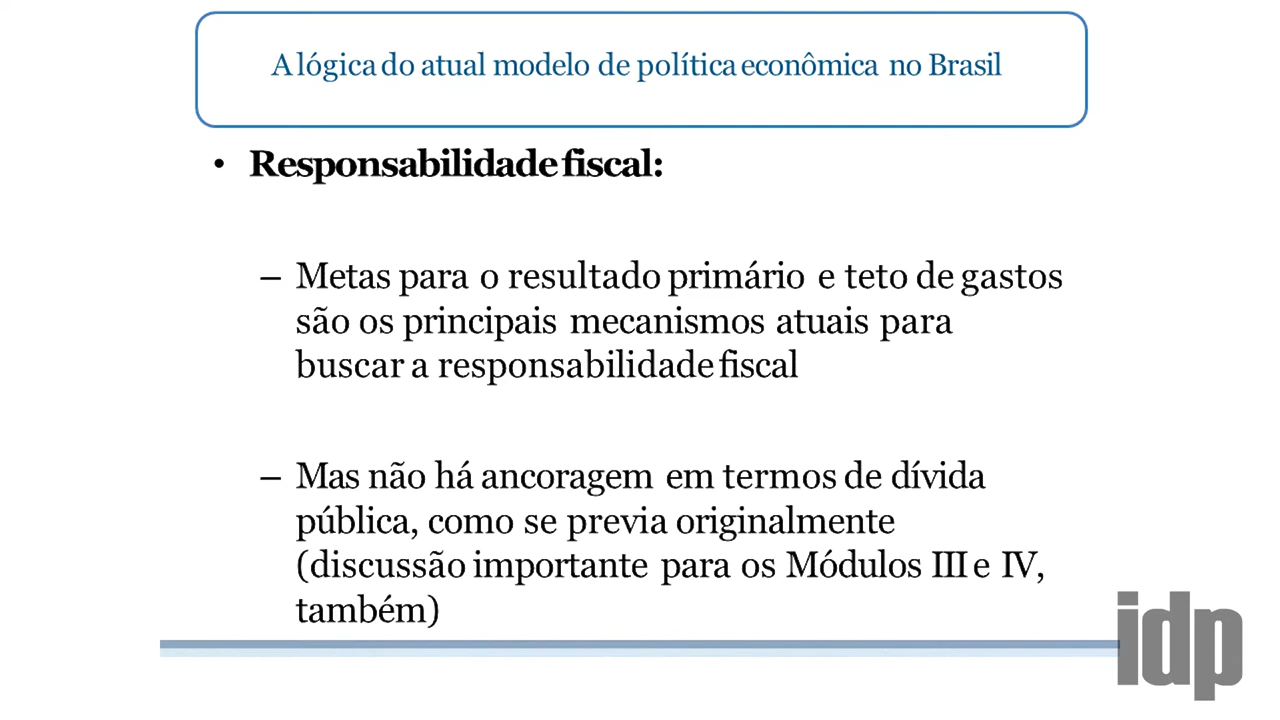 A lógica do atual modelo de política econômica no Brasil
• Responsabilidade fiscal:
– Metas para o resultado primário e teto de gastos
são os principais mecanismos atuais para
buscar a responsabilidade fiscal
– Mas não há ancoragem em termos de dívida
pública, como se previa originalmente
(discussão importante para os Módulos III e IV,
também)
idp